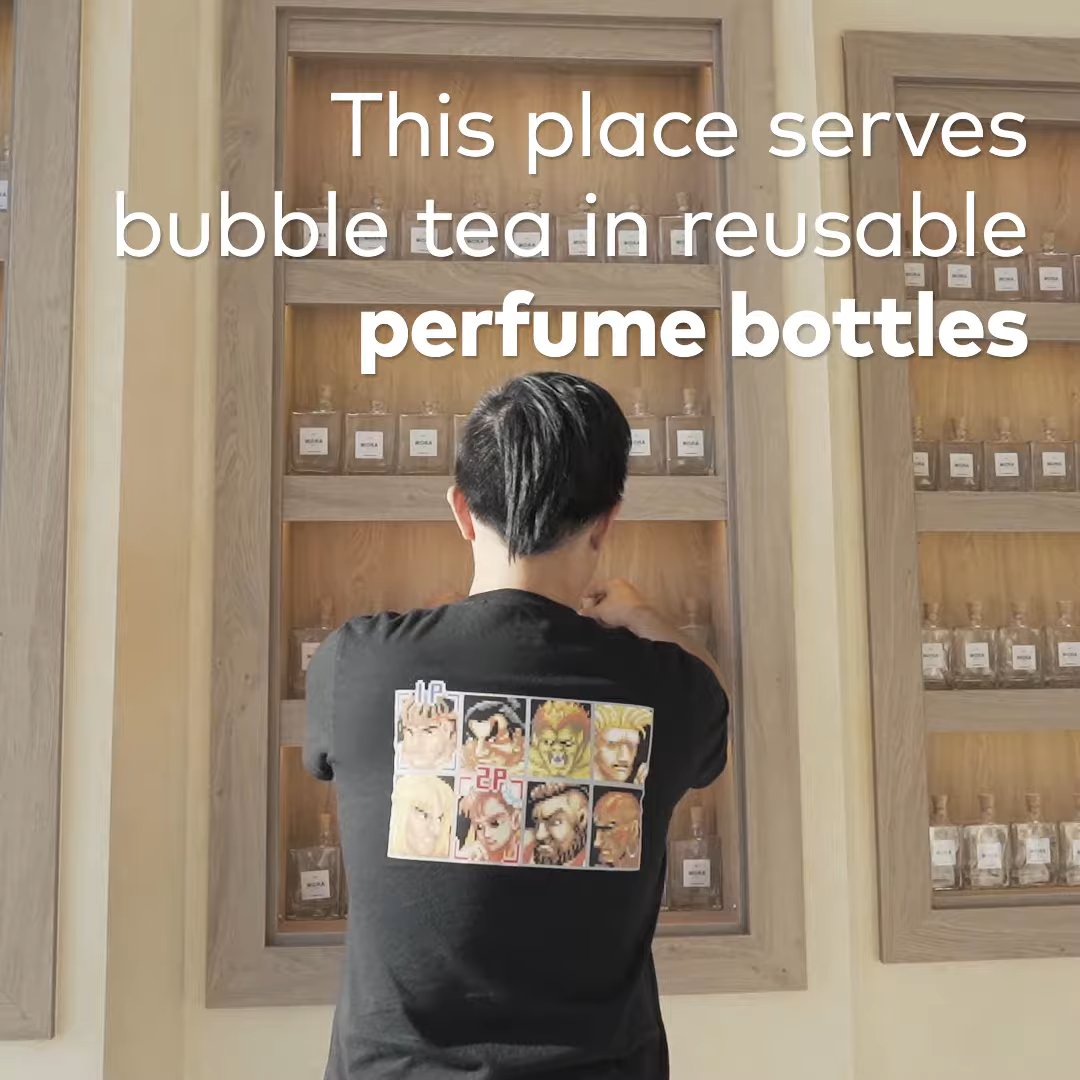 This place serves
bubble tea in reusable
perfume bottles
1P
2P